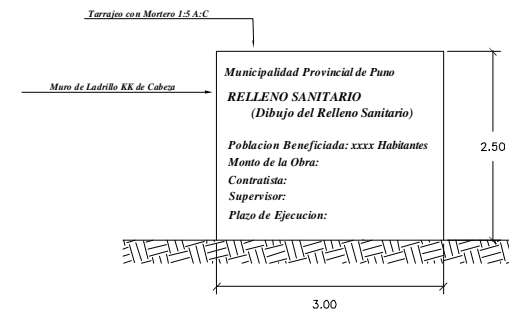 Tarrajeo con Mortero 1:5 A:C
Muro de Ladrillo KK de Cabeza
Municipalidad Provincial de Puno
RELLENO SANITARIO
(Dibujo del Relleno Sanitario)
Poblacion Beneficiada: xxxx Habitantes
Monto de la Obra:
Contratista:
Supervisor:
Plazo de Ejecucion:
2.50
3.00